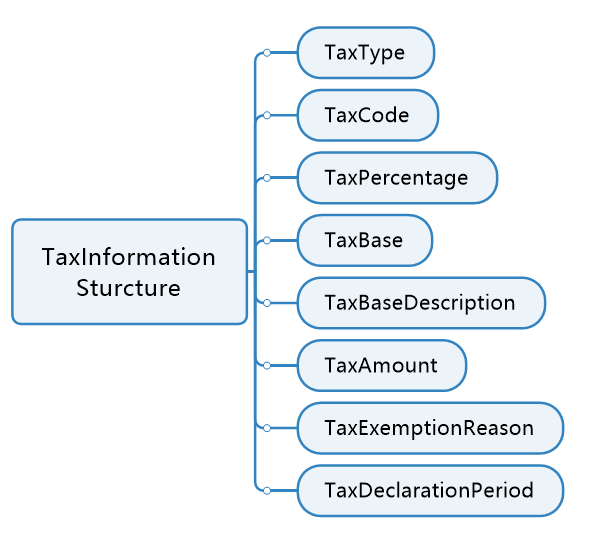 TaxInformation
Sturcture
TaxType
TaxCode
TaxPercentage
TaxBase
TaxBaseDescription
TaxAmount
TaxExemptionReason
TaxDeclarationPeriod